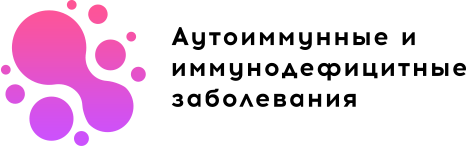 Аутоиммунные и
иммунодефицитные
заболевания